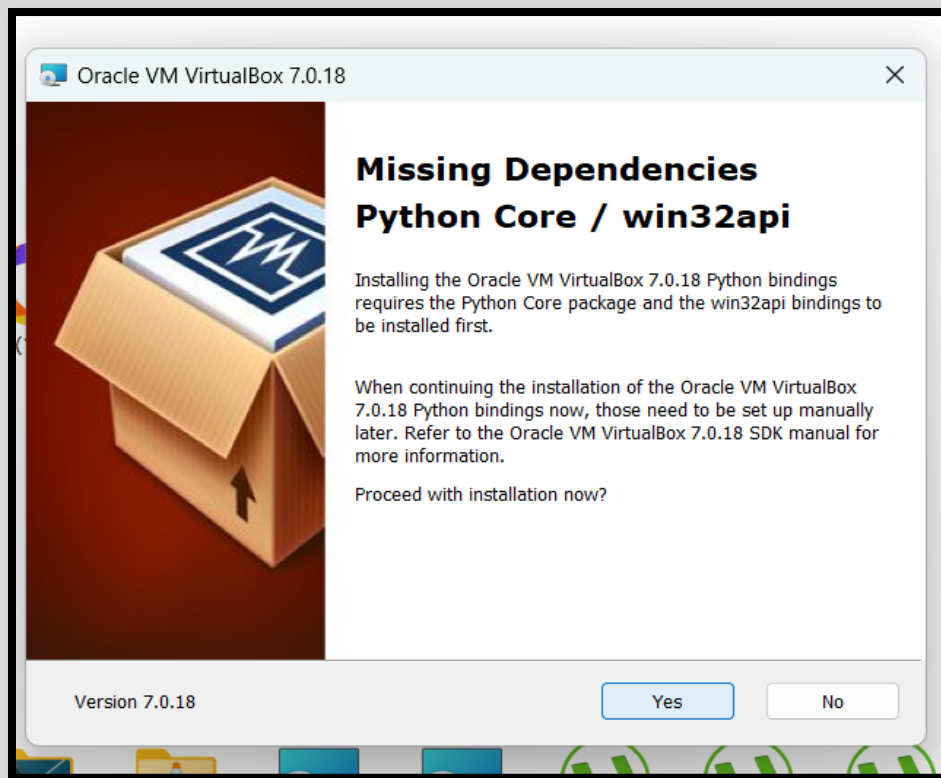 Oracle VM VirtualBox 7.0.18
Missing Dependencies
Python Core / win32api
Installing the Oracle VM VirtualBox 7.0.18 Python bindings
requires the Python Core package and the win32api bindings to
be installed first.
When continuing the installation of the Oracle VM VirtualBox
7.0.18 Python bindings now, those need to be set up manually
later. Refer to the Oracle VM VirtualBox 7.0.18 SDK manual for
more information.
Proceed with installation now?
Version 7.0.18
Yes
No